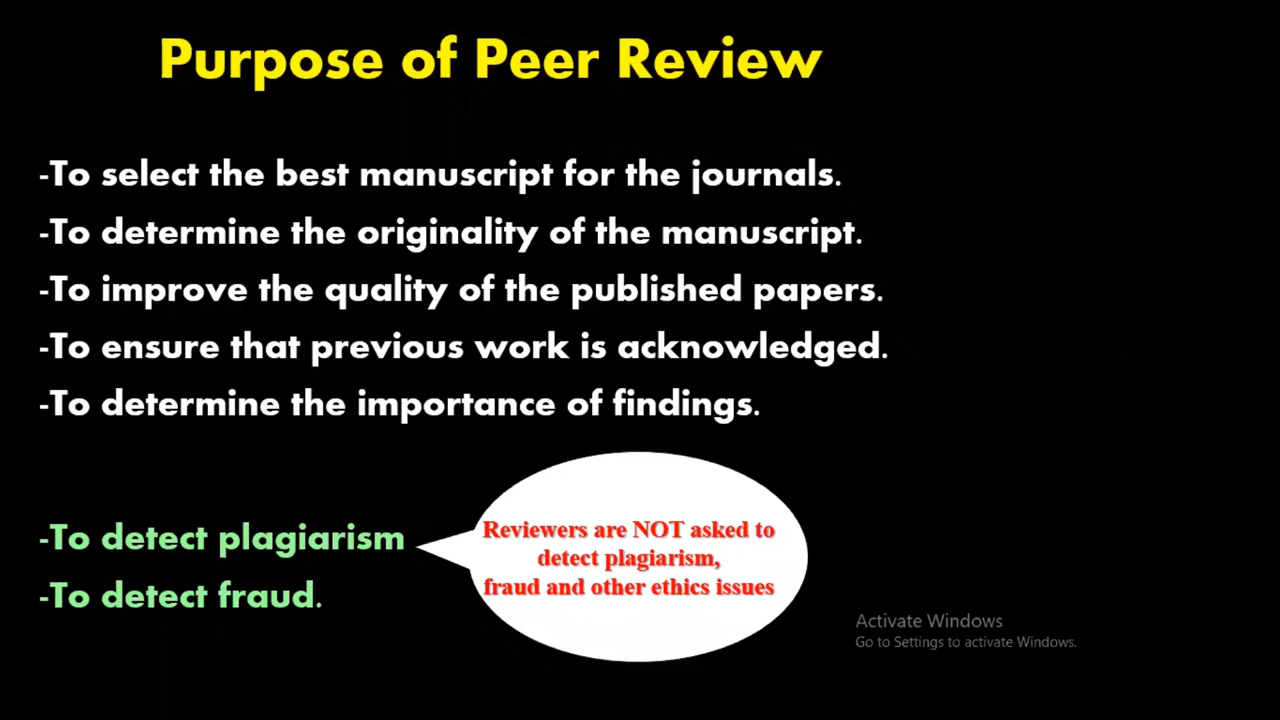 Purpose of Peer Review
-To select the best manuscript for the journals.
-To determine the originality of the manuscript.
-To improve the quality of the published papers.
-To ensure that previous work is acknowledged.
-To determine the importance of findings.
-To detect plagiarism
-To detect fraud.
Reviewers are NOT asked to
detect plagiarism,
fraud and other ethics issues
Activate Windows
Go to Settings to activate Windows.